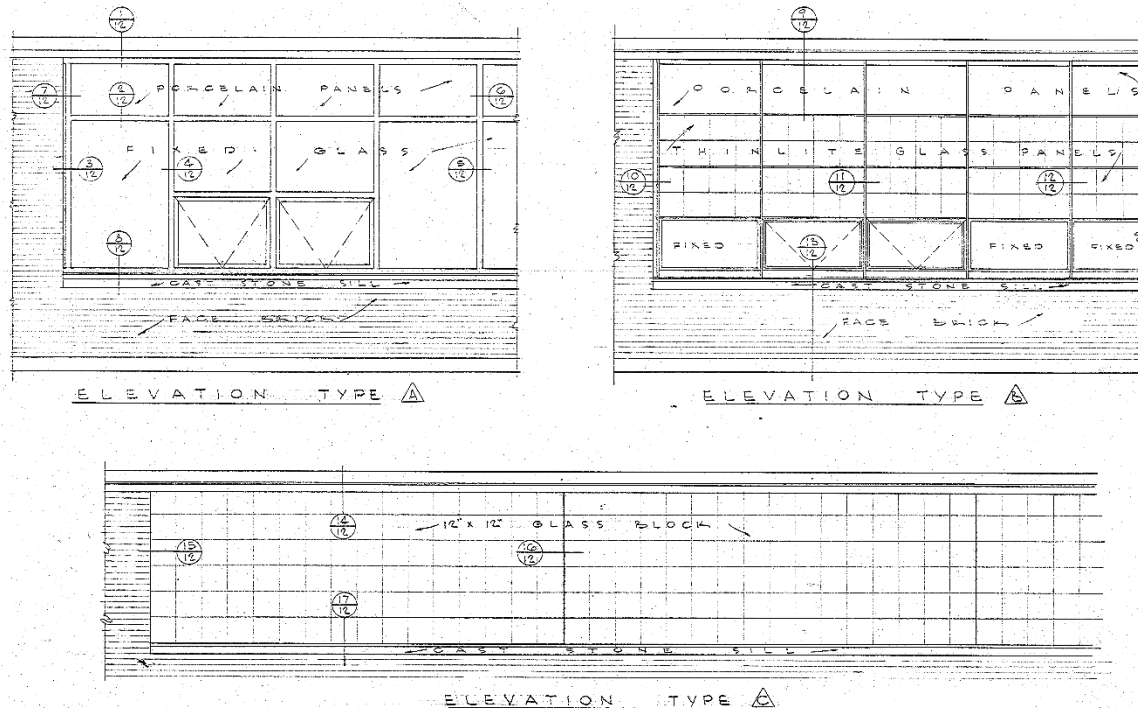 1
12
7
12
2
12
PORCELAIN PANELS
6
12
FIXED GLASS
3
12
4
12
5
12
8
12
CAST STONE SILL
FACE BRICK
ELEVATION TYPE A
9
12
PORCELAIN PANELS
THINLITE GLASS PANELS
10
12
11
12
12
12
FIXED
13
12
FIXED
FIXED
CAST STONE SILL
FACE BRICK
ELEVATION TYPE B
14
12
12" x 12" GLASS BLOCK
15
12
16
12
17
12
CAST STONE SILL
ELEVATION TYPE C